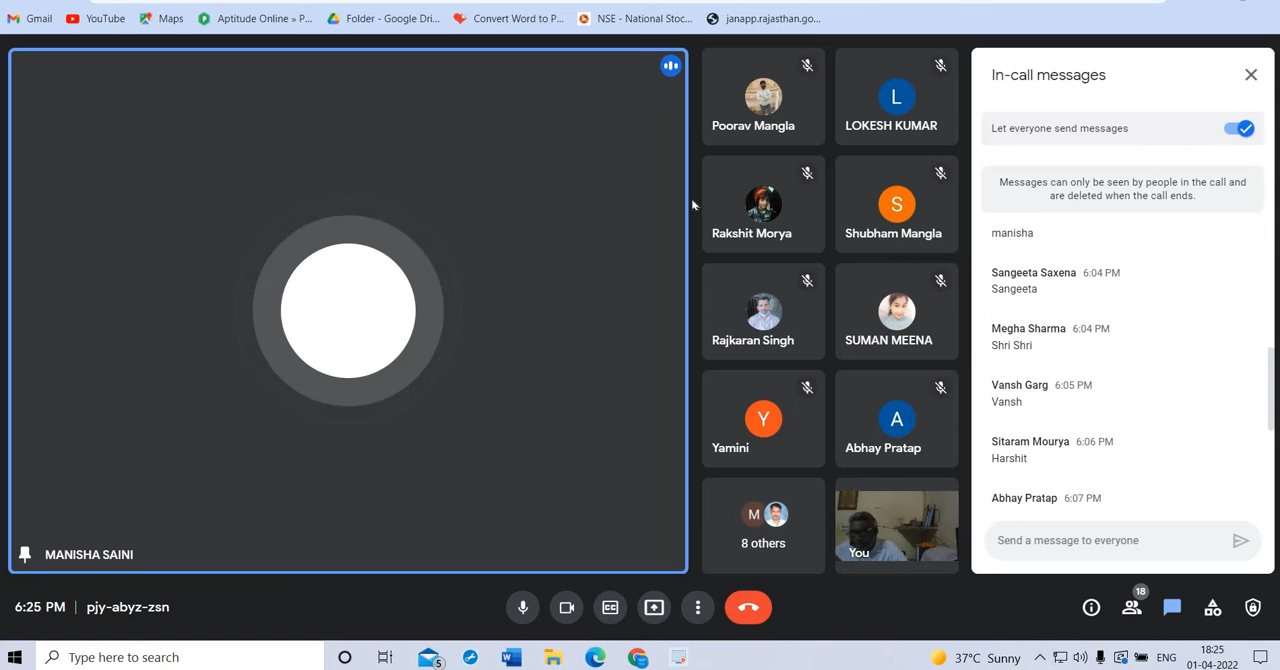 Gmail
YouTube
Maps
Aptitude Online » P...
Folder - Google Dri...
Convert Word to P...
NSE - National Stoc...
janapp.rajasthan.go...
MANISHA SAINI
Poorav Mangla
LOKESH KUMAR
Rakshit Morya
Shubham Mangla
Rajkaran Singh
SUMAN MEENA
Y
Yamini
A
Abhay Pratap
L
S
M
8 others
You
In-call messages
Let everyone send messages
Messages can only be seen by people in the call and
are deleted when the call ends.
manisha
Sangeeta Saxena 6:04 PM
Sangeeta
Megha Sharma 6:04 PM
Shri Shri
Vansh Garg 6:05 PM
Vansh
Sitaram Mourya 6:06 PM
Harshit
Abhay Pratap 6:07 PM
Send a message to everyone
6:25 PM | pjy-abyz-zsn
CC
18
Type here to search
5
37°C Sunny
ENG
18:25
01-04-2022